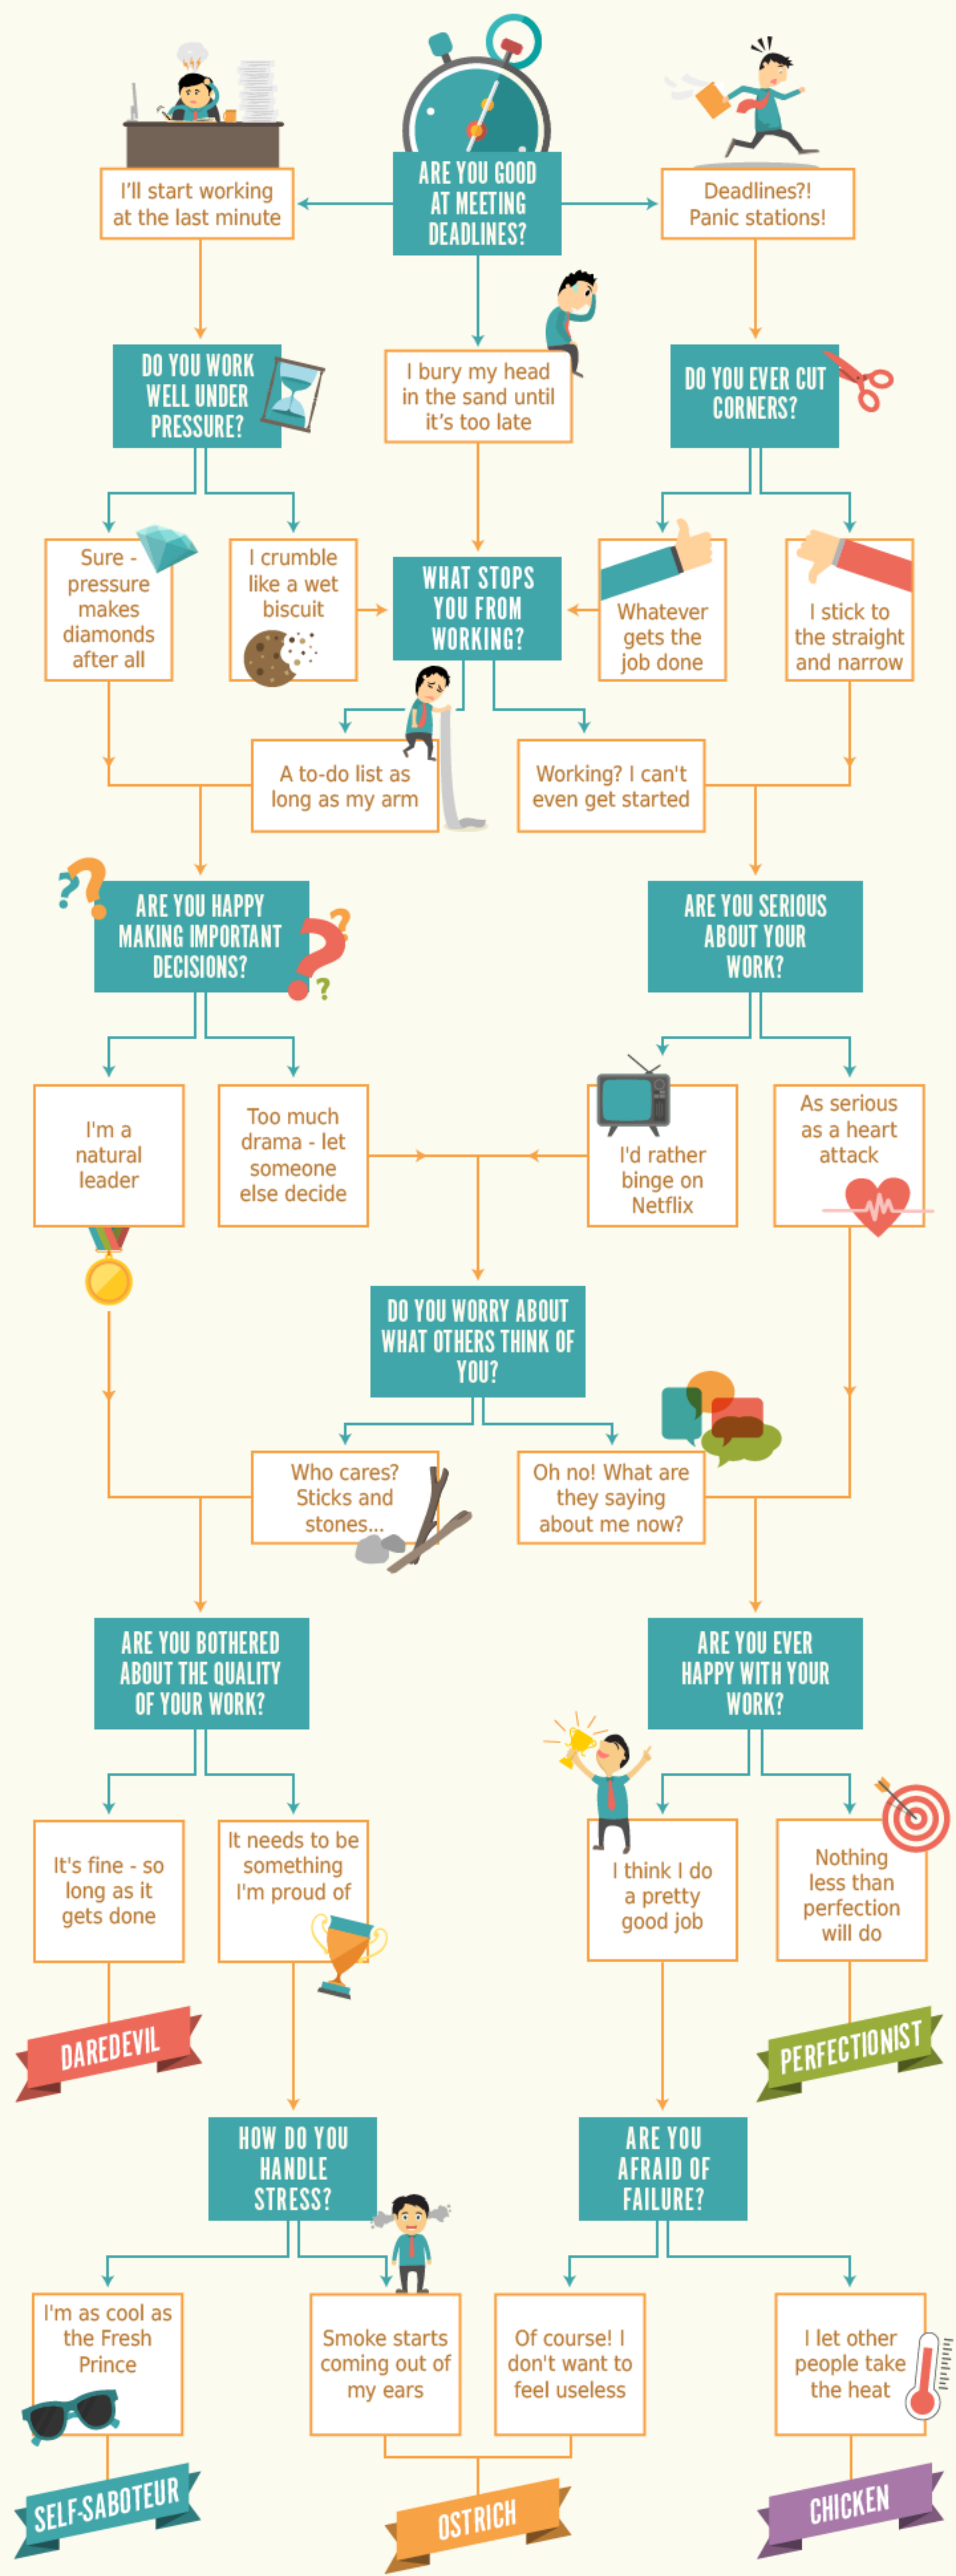 ARE YOU GOOD
AT MEETING
DEADLINES?
I'll start working
at the last minute
Deadlines?!
Panic stations!
DO YOU WORK
WELL UNDER
PRESSURE?
I bury my head
in the sand until
it's too late
DO YOU EVER CUT
CORNERS?
Sure -
pressure
makes
diamonds
after all
I crumble
like a wet
biscuit
WHAT STOPS
YOU FROM
WORKING?
Whatever
gets the
job done
I stick to
the straight
and narrow
A to-do list as
long as my arm
Working? I can't
even get started
? ?
ARE YOU HAPPY
MAKING IMPORTANT
DECISIONS?
? ? ?
ARE YOU SERIOUS
ABOUT YOUR
WORK?
I'm a
natural
leader
Too much
drama - let
someone
else decide
I'd rather
binge on
Netflix
As serious
as a heart
attack
DO YOU WORRY ABOUT
WHAT OTHERS THINK OF
YOU?
Who cares?
Sticks and
stones...
Oh no! What are
they saying
about me now?
ARE YOU BOTHERED
ABOUT THE QUALITY
OF YOUR WORK?
ARE YOU EVER
HAPPY WITH YOUR
WORK?
It's fine - so
long as it
gets done
It needs to be
something
I'm proud of
I think I do
a pretty
good job
Nothing
less than
perfection
will do
DAREDEVIL
PERFECTIONIST
HOW DO YOU
HANDLE
STRESS?
ARE YOU
AFRAID OF
FAILURE?
I'm as cool as
the Fresh
Prince
Smoke starts
coming out of
my ears
Of course! I
don't want to
feel useless
I let other
people take
the heat
SELF-SABOTEUR
OSTRICH
CHICKEN